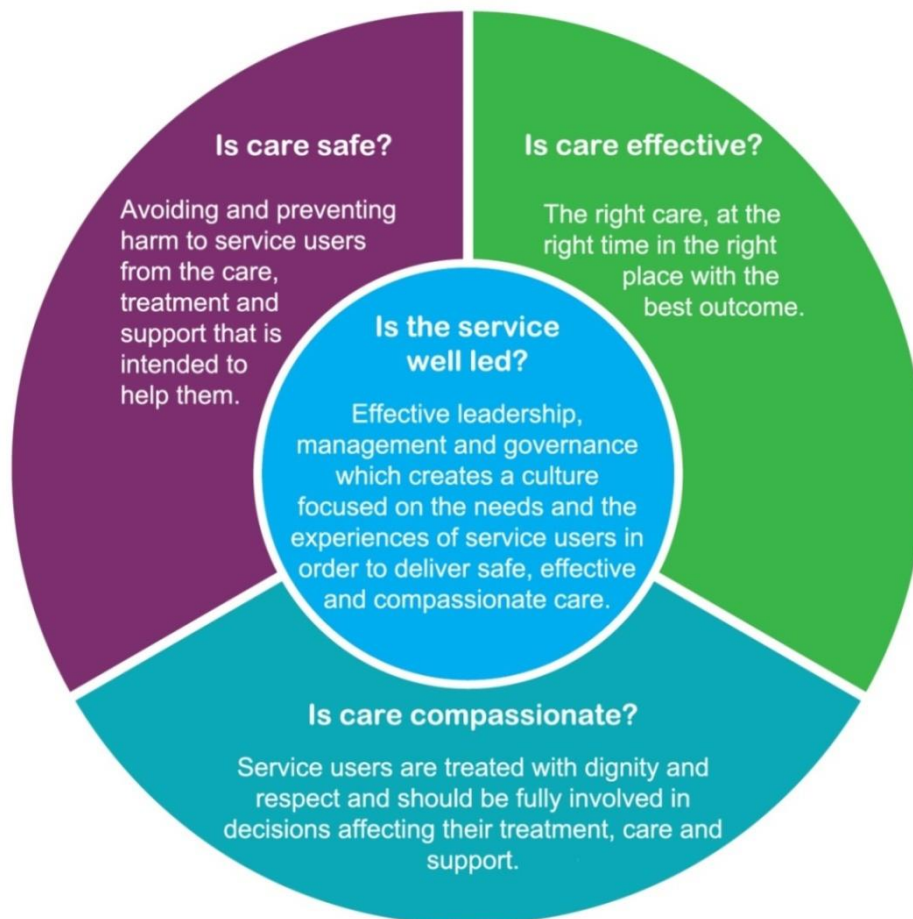 Is care safe?
Avoiding and preventing
harm to service users
from the care,
treatment and
support that is
intended to
help them.
Is care effective?
The right care, at the
right time in the right
place with the
best outcome.
Is the service
well led?
Effective leadership,
management and governance
which creates a culture
focused on the needs and the
experiences of service users in
order to deliver safe, effective
and compassionate care.
Is care compassionate?
Service users are treated with dignity and
respect and should be fully involved in
decisions affecting their treatment, care and
support.